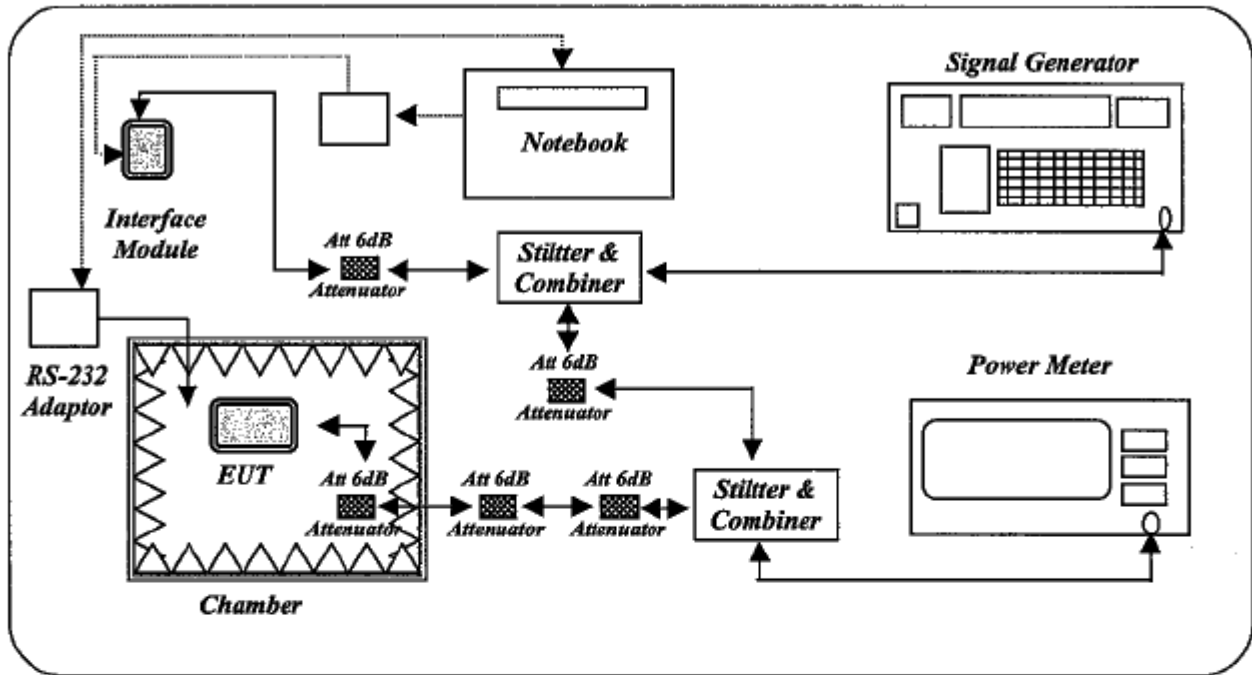 Signal Generator
Notebook
Interface
Module
Att 6dB
Attenuator
Stiltter &
Combiner
Att 6dB
Attenuator
Power Meter
RS-232
Adaptor
EUT
Att 6dB
Attenuator
Att 6dB
Attenuator
Att 6dB
Attenuator
Stiltter &
Combiner
Chamber